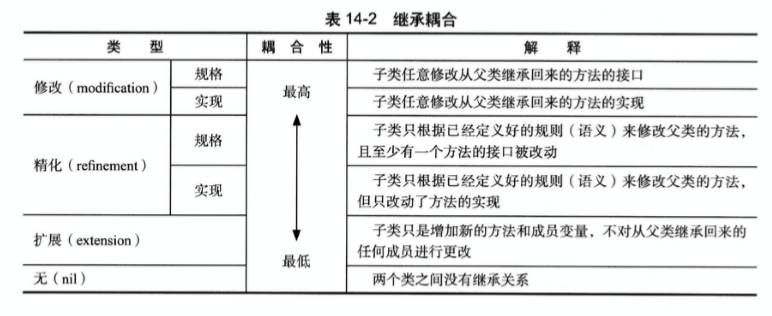 表 14-2 继承耦合
类 型 耦 合 性 解 释
修改（modification） 规格 最高 子类任意修改从父类继承回来的方法的接口
实现 子类任意修改从父类继承回来的方法的实现
精化（refinement） 规格 子类只根据已经定义好的规则（语义）来修改父类的方法，
且至少有一个方法的接口被改动
实现 子类只根据已经定义好的规则（语义）来修改父类的方法，
但只改动了方法的实现
扩展（extension） 最低 子类只是增加新的方法和成员变量，不对从父类继承回来的
任何成员进行更改
无（nil） 两个类之间没有继承关系